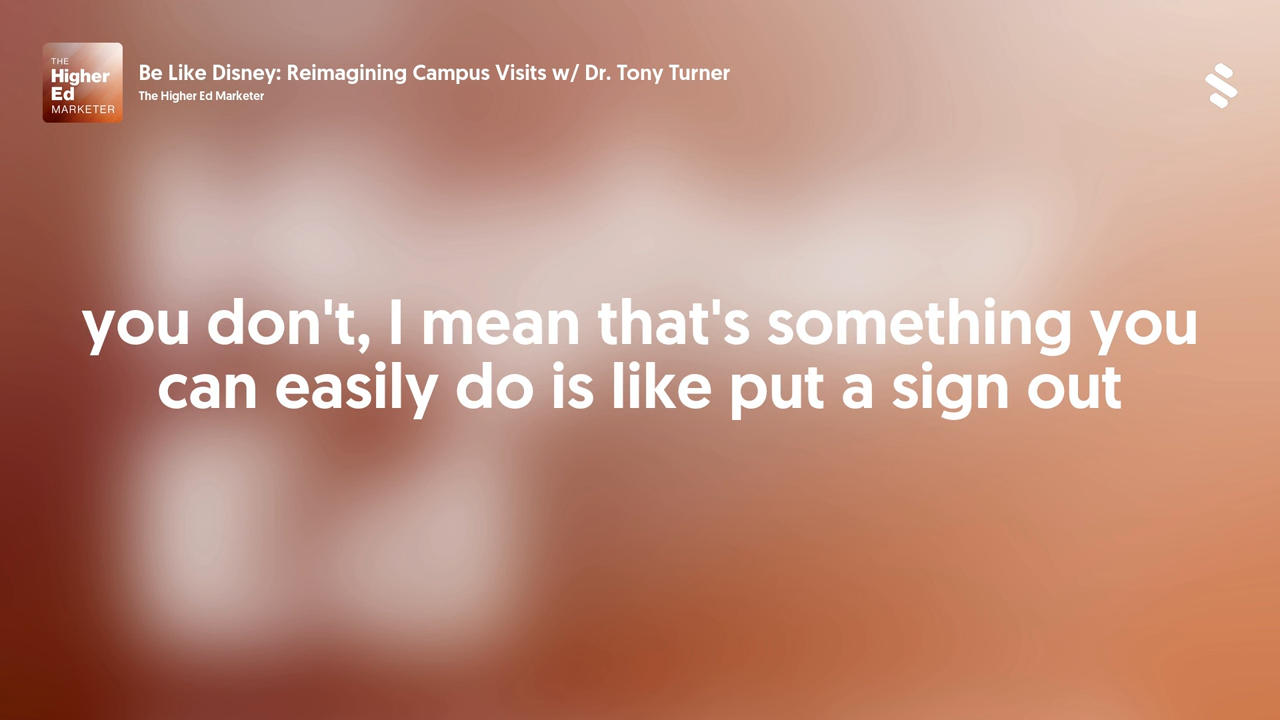 THE
Higher
Ed
MARKETER
Be Like Disney: Reimagining Campus Visits w/ Dr. Tony Turner
The Higher Ed Marketer
you don't, I mean that's something you
can easily do is like put a sign out